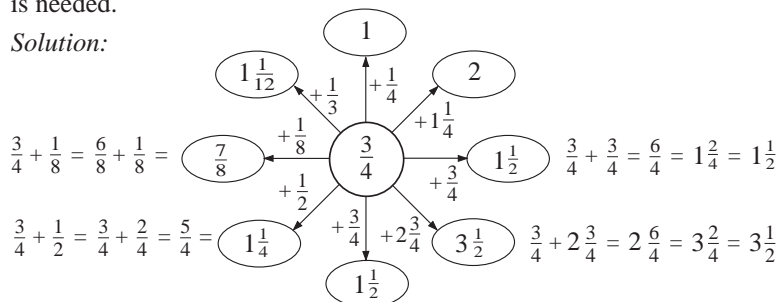 is needed.
Solution:
1
1 1/12
2
+1/3
+1/4
+1 1/4
3/4 + 1/8 = 6/8 + 1/8 =
7/8
+1/8
3/4
+3/4
1 1/2
3/4 + 3/4 = 6/4 = 1 2/4 = 1 1/2
3/4 + 1/2 = 3/4 + 2/4 = 5/4 =
1 1/4
+1/2
+3/4
+2 3/4
3 1/2
3/4 + 2 3/4 = 2 6/4 = 3 2/4 = 3 1/2
1 1/2